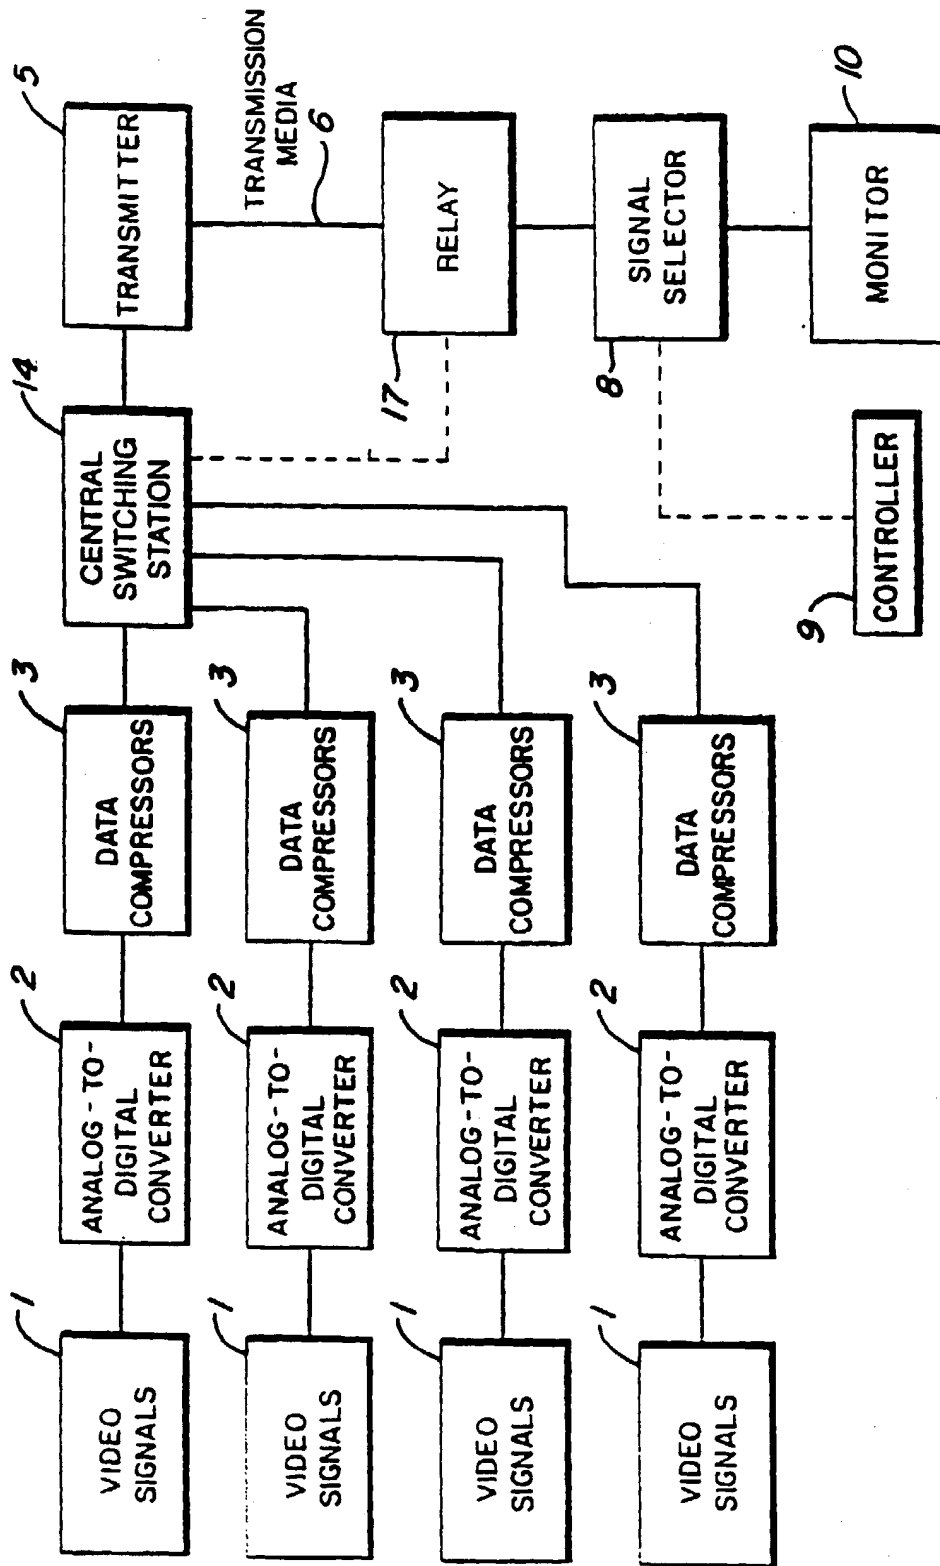 1
VIDEO
SIGNALS
2
ANALOG-TO-
DIGITAL
CONVERTER
3
DATA
COMPRESSORS
14
CENTRAL
SWITCHING
STATION
5
TRANSMITTER
1
VIDEO
SIGNALS
2
ANALOG-TO-
DIGITAL
CONVERTER
3
DATA
COMPRESSORS
TRANSMISSION
MEDIA
6
1
VIDEO
SIGNALS
2
ANALOG-TO-
DIGITAL
CONVERTER
3
DATA
COMPRESSORS
17
RELAY
1
VIDEO
SIGNALS
2
ANALOG-TO-
DIGITAL
CONVERTER
3
DATA
COMPRESSORS
8
SIGNAL
SELECTOR
9
CONTROLLER
10
MONITOR